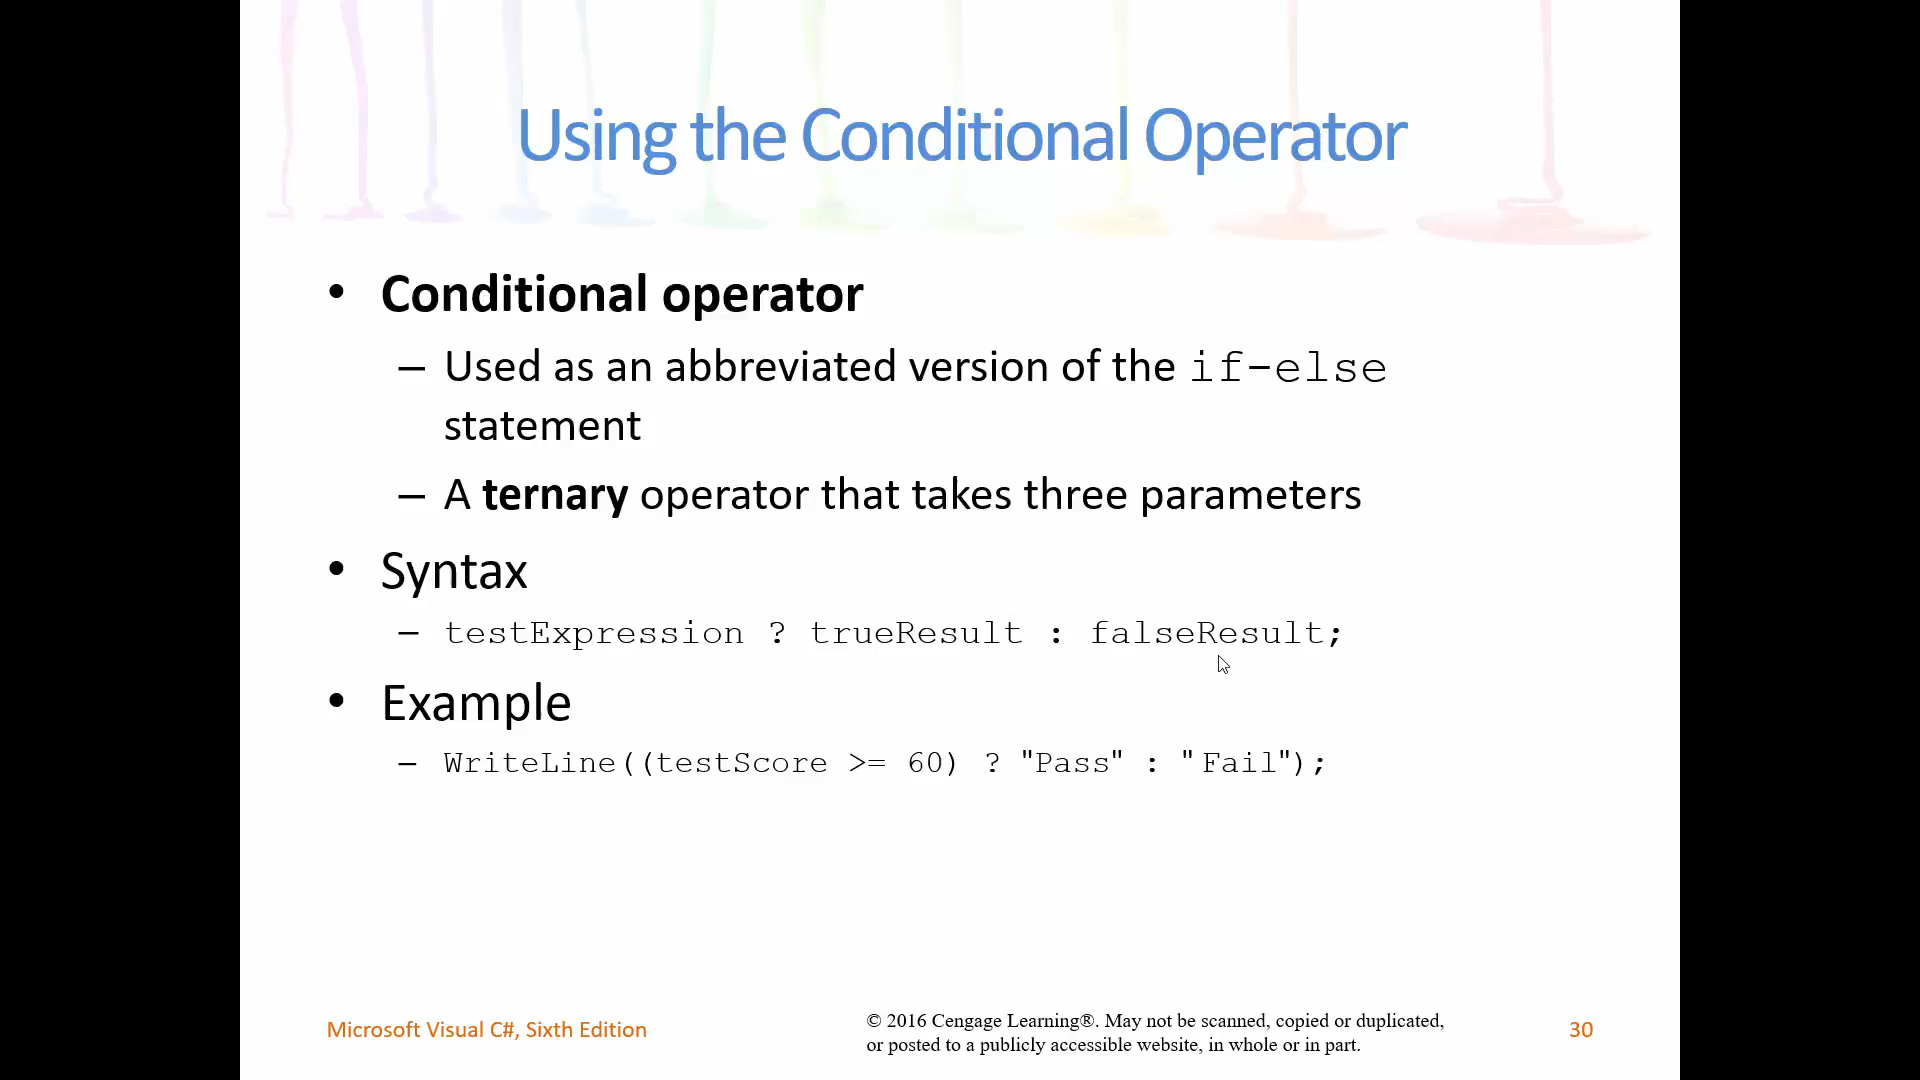 Using the Conditional Operator
• Conditional operator
– Used as an abbreviated version of the if-else
statement
– A ternary operator that takes three parameters
• Syntax
– testExpression ? trueResult : falseResult;
• Example
– WriteLine((testScore >= 60) ? "Pass" : "Fail");
Microsoft Visual C#, Sixth Edition
© 2016 Cengage Learning®. May not be scanned, copied or duplicated,
or posted to a publicly accessible website, in whole or in part.
30